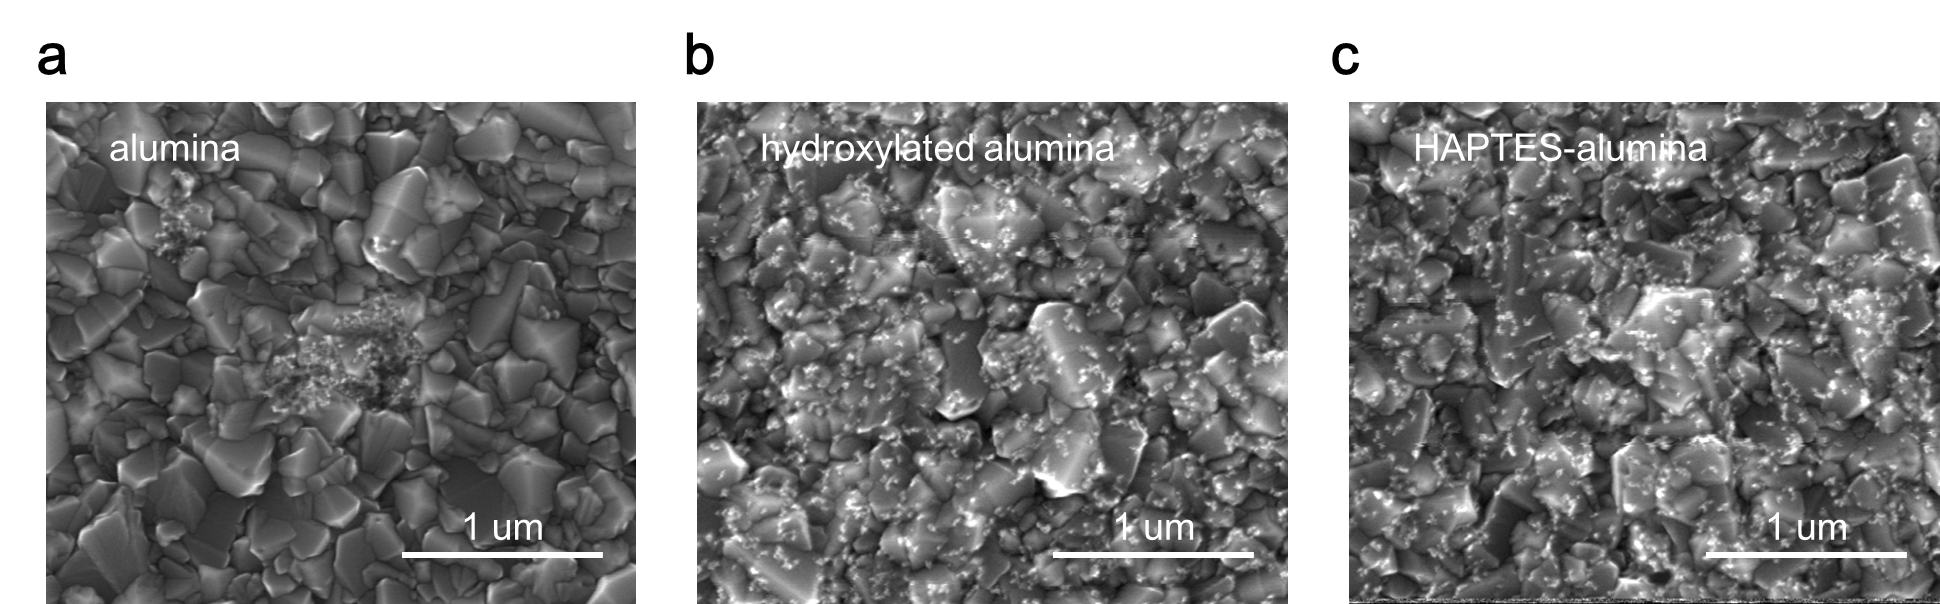 a
b
c
alumina
hydroxylated alumina
HAPTES-alumina
1 um
1 um
1 um